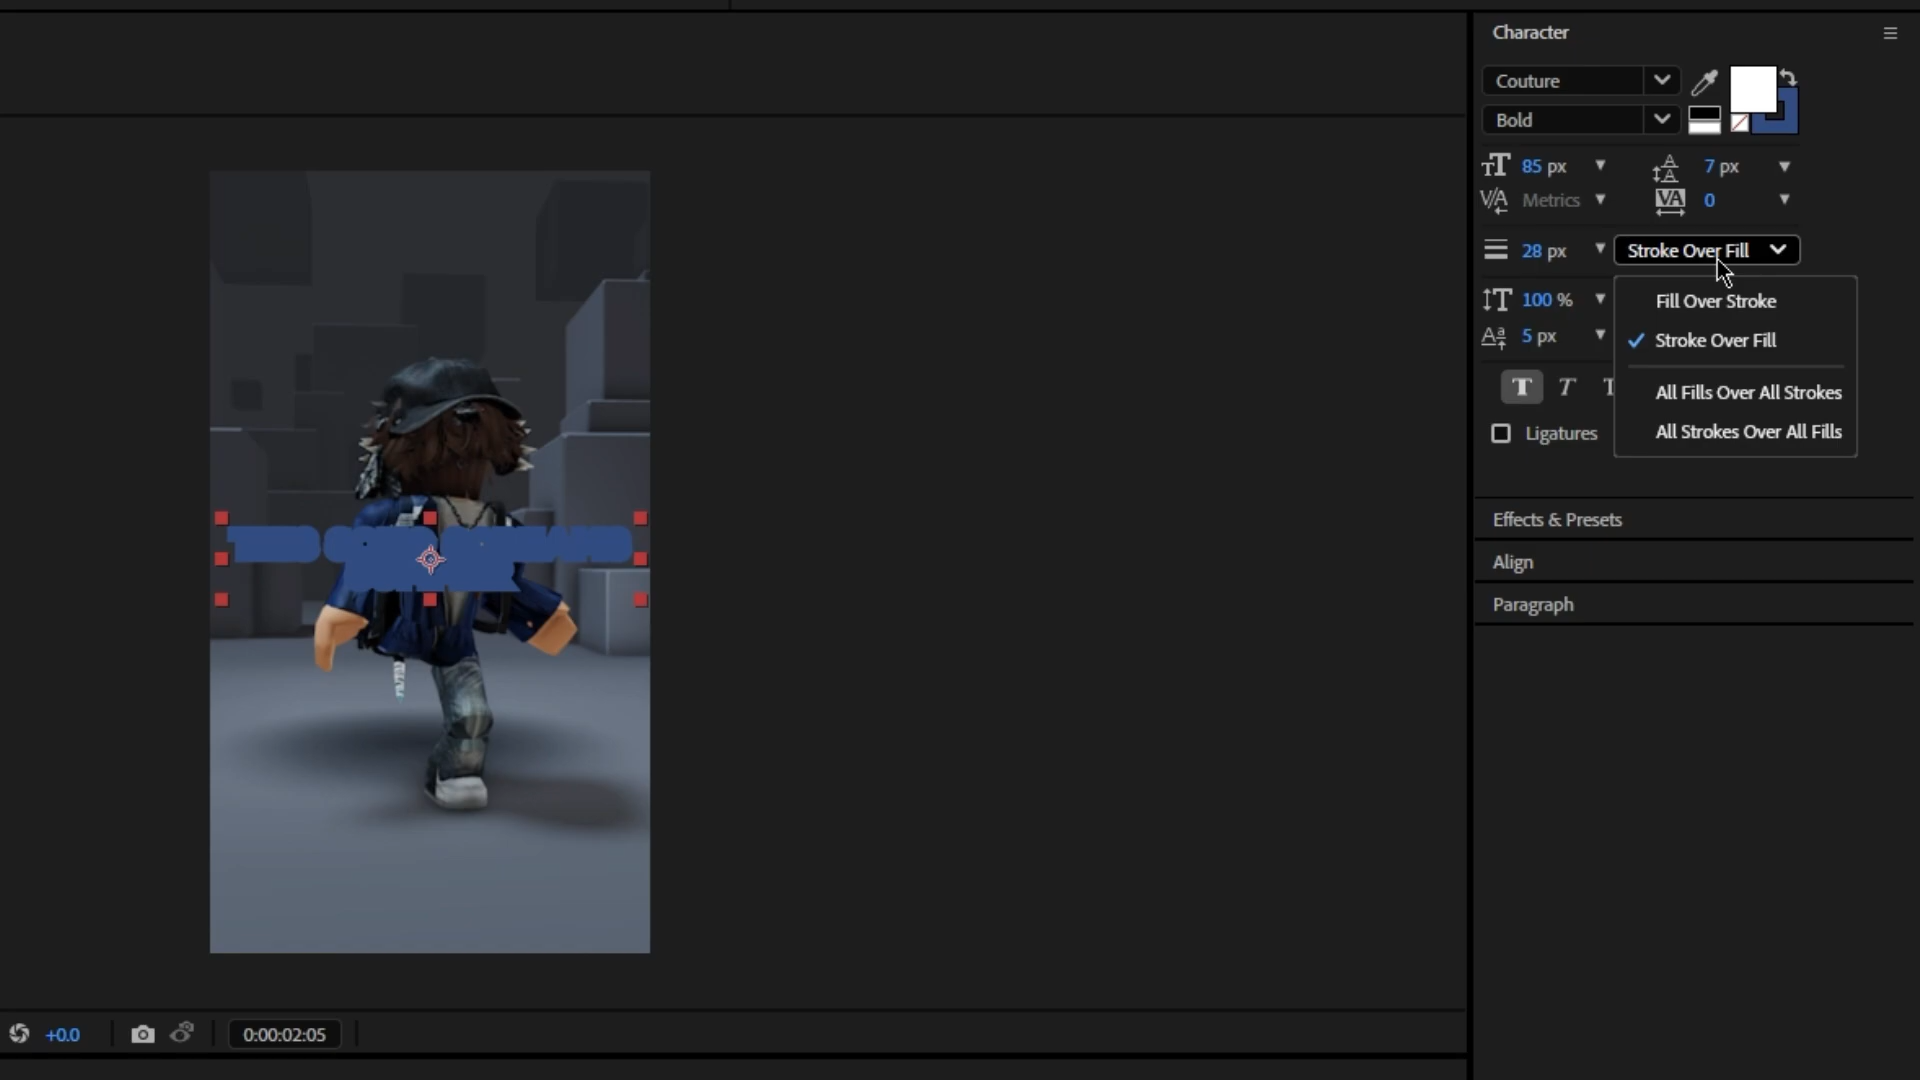 Character
Couture
Bold
85 px
7 px
Metrics
0
28 px
Stroke Over Fill
100 %
Fill Over Stroke
5 px
Stroke Over Fill
T T T
All Fills Over All Strokes
Ligatures
All Strokes Over All Fills
Effects & Presets
Align
Paragraph
+0.0
0:00:02:05